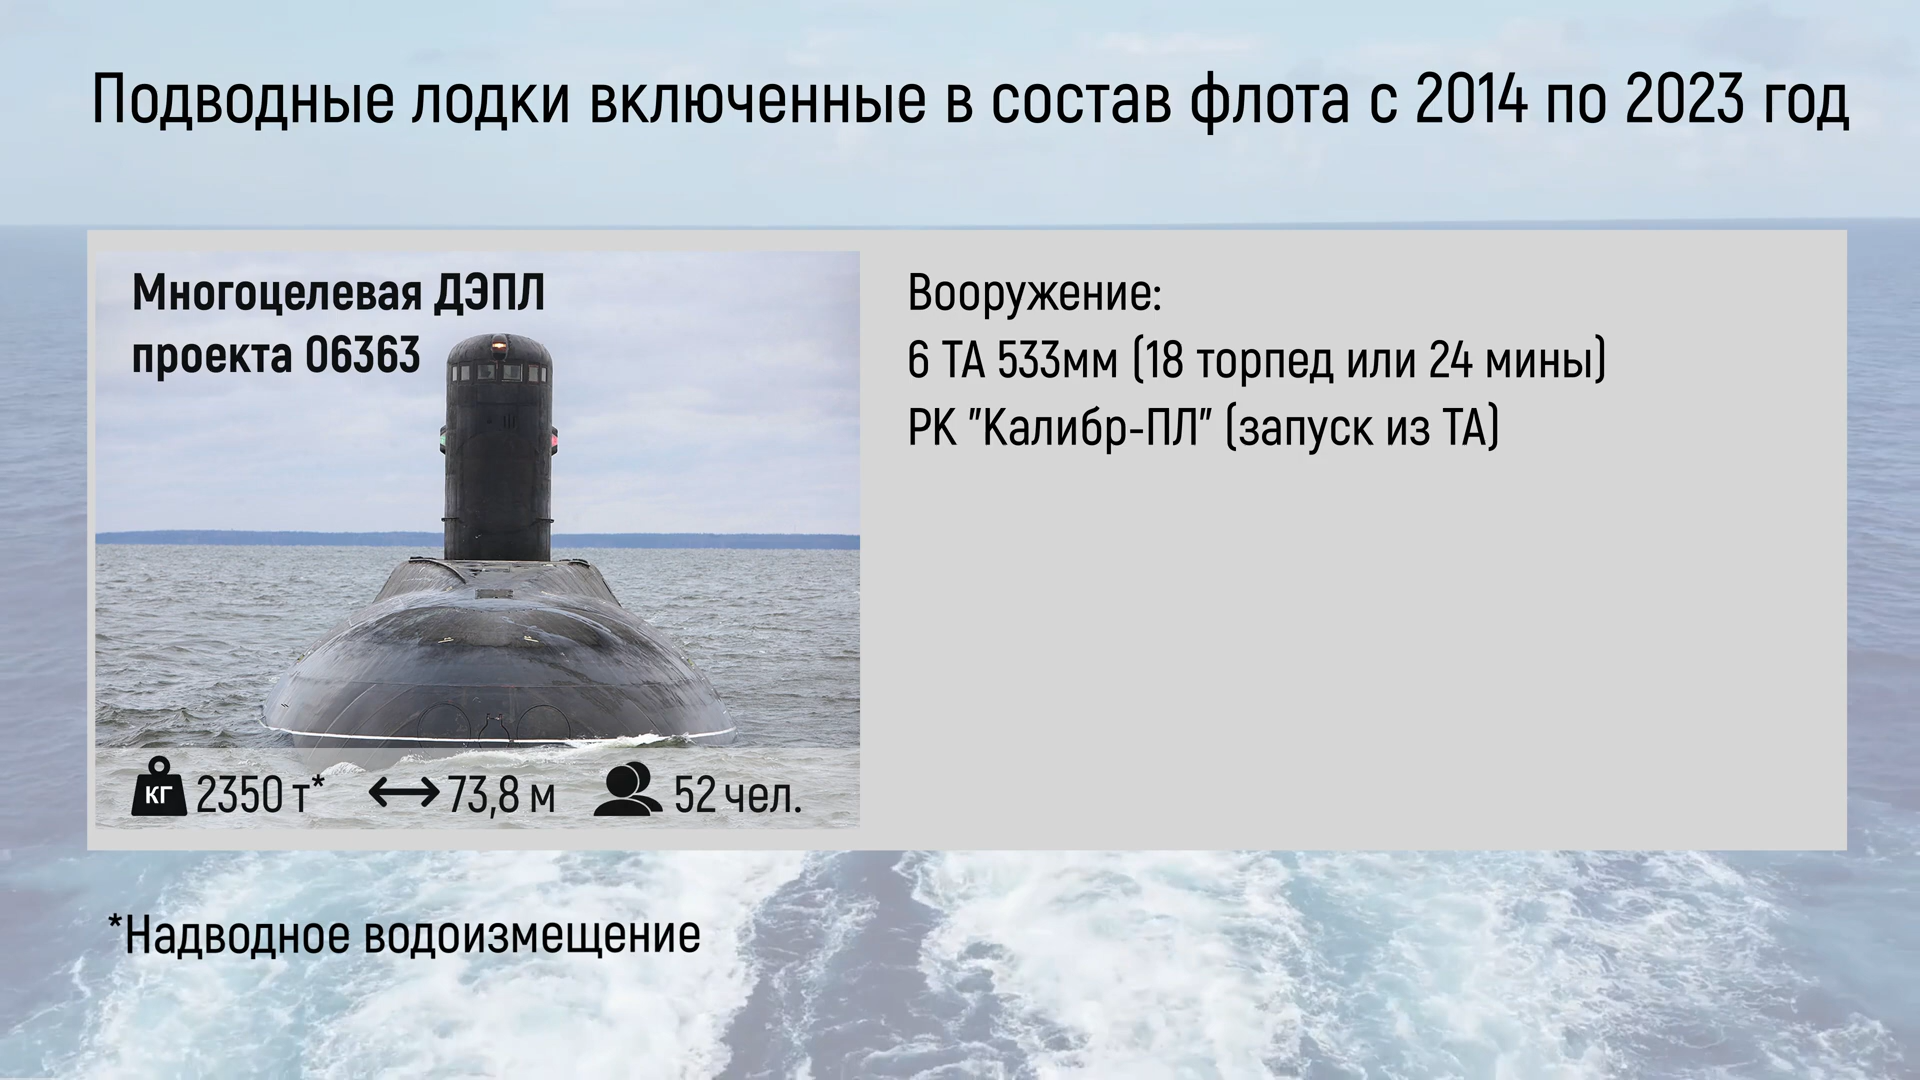 Подводные лодки включенные в состав флота с 2014 по 2023 год
Многоцелевая ДЭПЛ
проекта 06363
кг 2350 т* 73,8 м 52 чел.
Вооружение:
6 ТА 533мм (18 торпед или 24 мины)
РК "Калибр-ПЛ" (запуск из ТА)
*Надводное водоизмещение